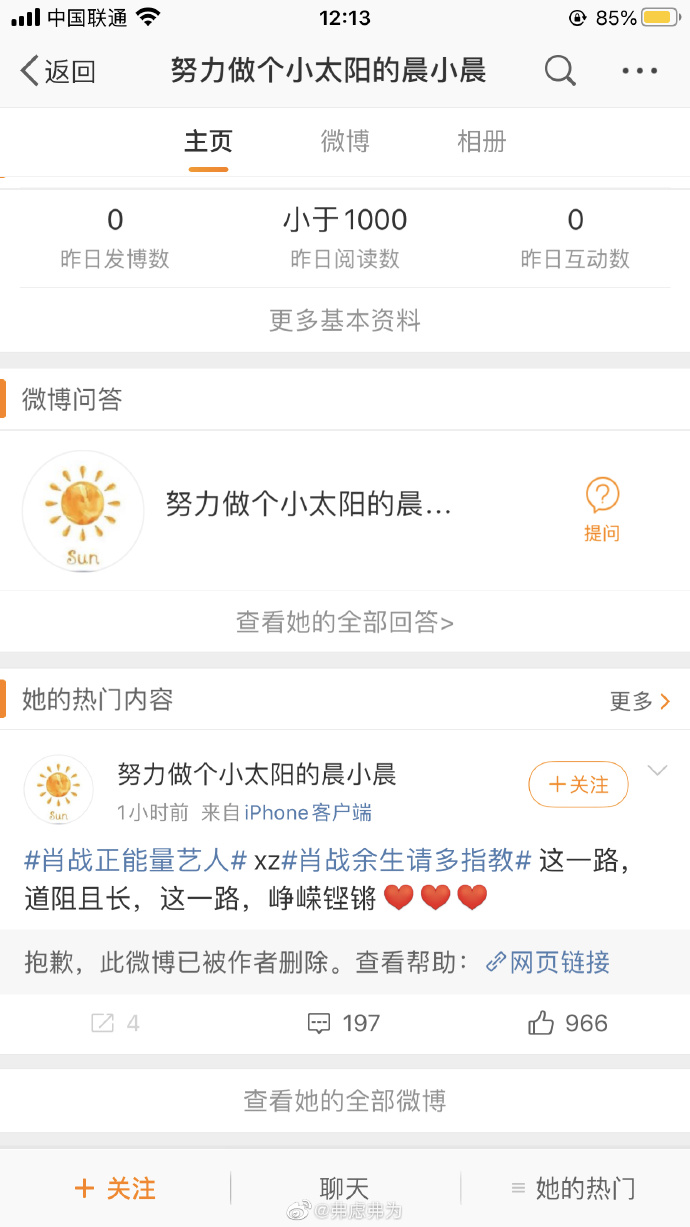 中国联通 12:13 85%
返回 努力做个小太阳的晨小晨
主页 微博 相册
0 小于1000 0
昨日发博数 昨日阅读数 昨日互动数
更多基本资料
微博问答
努力做个小太阳的晨...
Sun
提问
查看她的全部回答>
她的热门内容 更多
努力做个小太阳的晨小晨
+关注
Sun
1小时前 来自iPhone客户端
#肖战正能量艺人# xz#肖战余生请多指教# 这一路，
道阻且长，这一路，峥嵘铿锵❤️❤️❤️
抱歉，此微博已被作者删除。查看帮助： 网页链接
4 197 966
查看她的全部微博
+ 关注 聊天 她的热门
@弗虑弗为